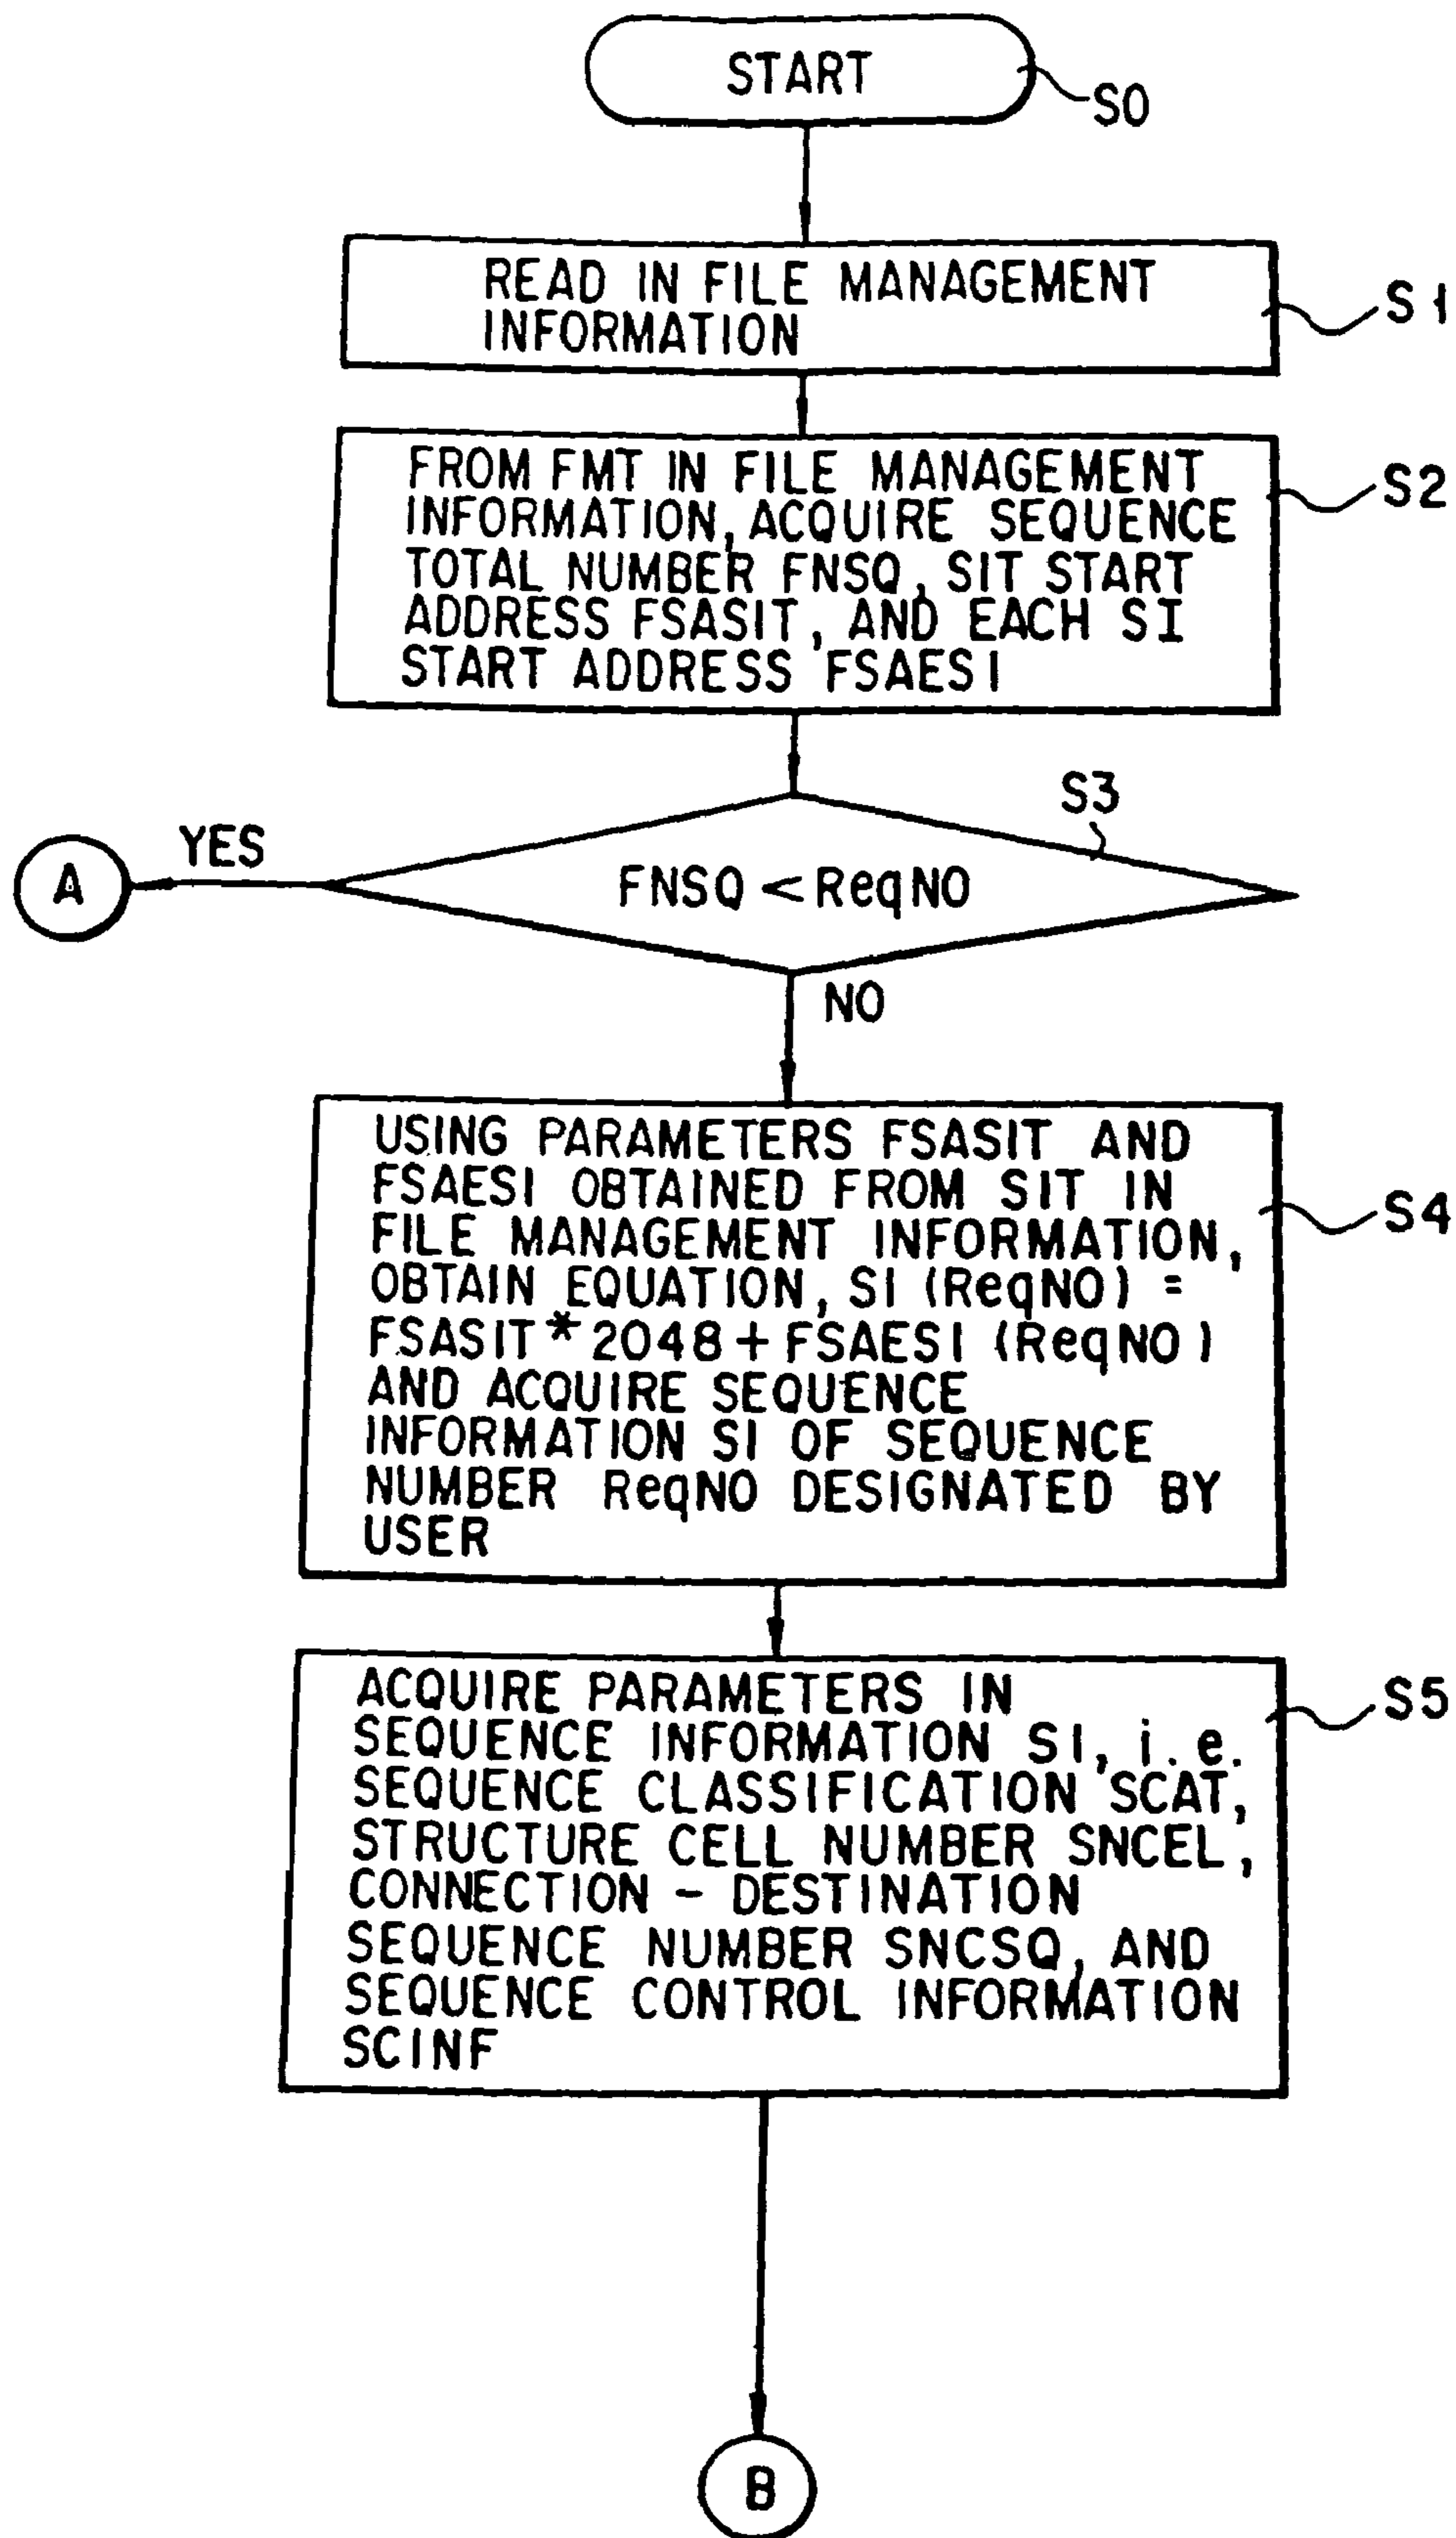 START
S0
READ IN FILE MANAGEMENT
INFORMATION
S1
FROM FMT IN FILE MANAGEMENT
INFORMATION, ACQUIRE SEQUENCE
TOTAL NUMBER FNSQ, SIT START
ADDRESS FSASIT, AND EACH SI
START ADDRESS FSAESI
S2
S3
YES
A
FNSQ < ReqNO
NO
USING PARAMETERS FSASIT AND
FSAESI OBTAINED FROM SIT IN
FILE MANAGEMENT INFORMATION,
OBTAIN EQUATION, SI (ReqNO) =
FSASIT * 2048 + FSAESI (ReqNO)
AND ACQUIRE SEQUENCE
INFORMATION SI OF SEQUENCE
NUMBER ReqNO DESIGNATED BY
USER
S4
ACQUIRE PARAMETERS IN
SEQUENCE INFORMATION SI, i.e.
SEQUENCE CLASSIFICATION SCAT,
STRUCTURE CELL NUMBER SNCEL,
CONNECTION - DESTINATION
SEQUENCE NUMBER SNCSQ, AND
SEQUENCE CONTROL INFORMATION
SCINF
S5
B